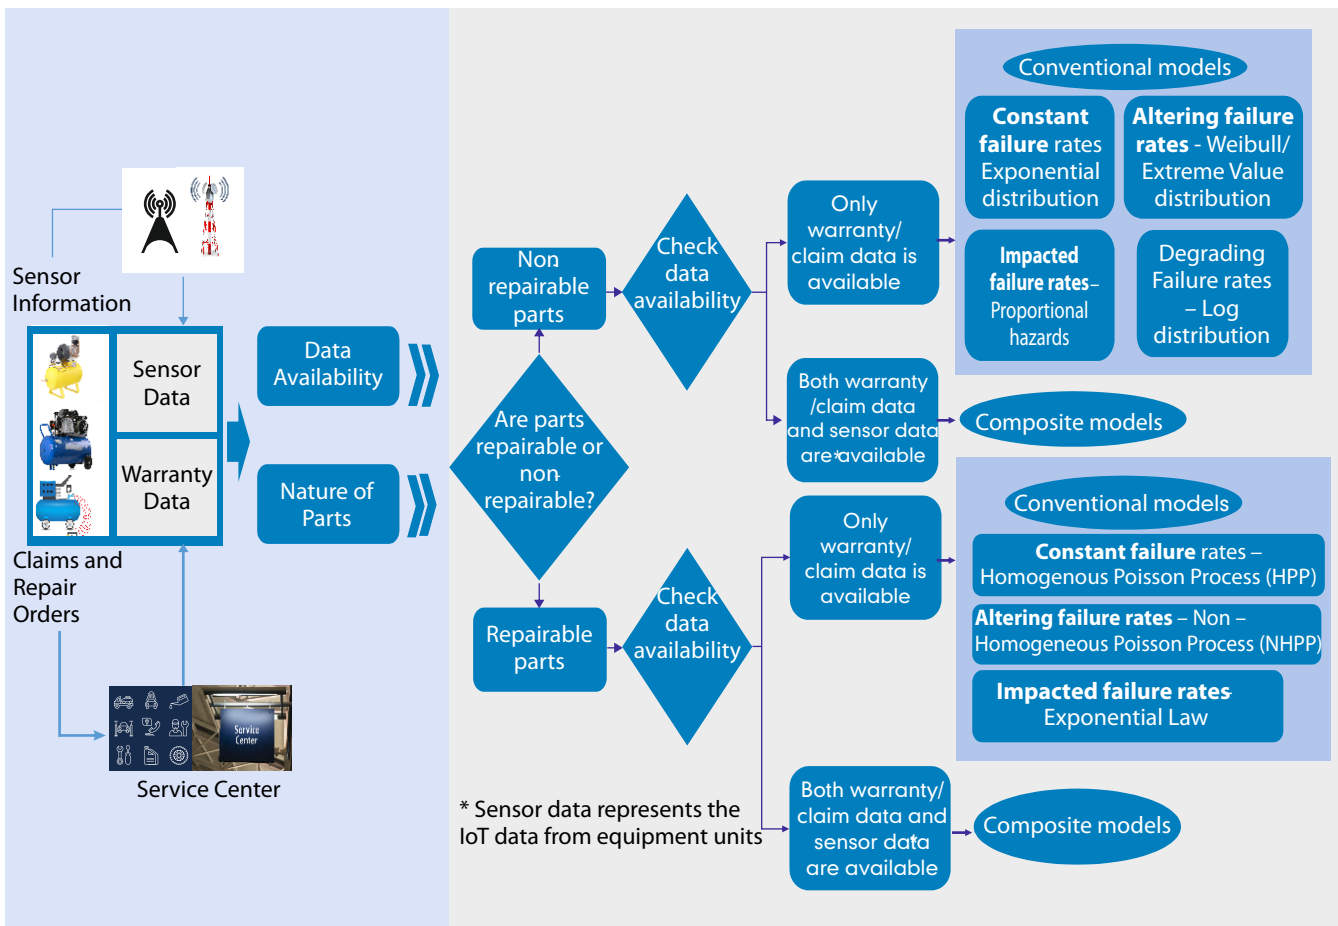 Sensor
Information
Sensor
Data
Warranty
Data
Claims and
Repair
Orders
Service
Center
Service Center
Data
Availability
Nature of
Parts
Are parts
repairable or
non-
repairable?
Non
repairable
parts
Check
data
availability
Only
warranty/
claim data is
available
Conventional models
Constant
failure rates
Exponential
distribution
Altering failure
rates - Weibull/
Extreme Value
distribution
Impacted
failure rates–
Proportional
hazards
Degrading
Failure rates
– Log
distribution
Both warranty
/claim data
and sensor data
are*available
Composite models
Repairable
parts
Check
data
availability
Only
warranty/
claim data is
available
Conventional models
Constant failure rates –
Homogenous Poisson Process (HPP)
Altering failure rates – Non –
Homogeneous Poisson Process (NHPP)
Impacted failure rates-
Exponential Law
Both warranty/
claim data and
sensor data*
are available
Composite models
* Sensor data represents the
IoT data from equipment units